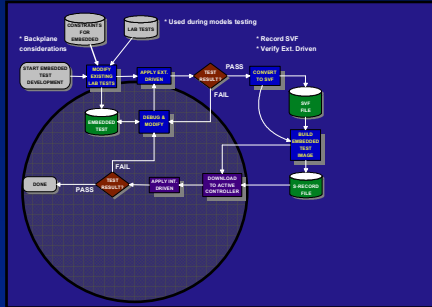 CONSTRAINTS
FOR
EMBEDDED
LAB TESTS
* Used during models testing
* Backplane
considerations
* Record SVF
* Verify Ext. Driven
START EMBEDDED
TEST
DEVELOPMENT
MODIFY
EXISTING
LAB TESTS
APPLY EXT.
DRIVEN
TEST
RESULT?
PASS
FAIL
CONVERT
TO SVF
SVF
FILE
EMBEDDED
TEST
DEBUG &
MODIFY
BUILD
EMBEDDED
TEST
IMAGE
FAIL
DONE
PASS
TEST
RESULT?
APPLY INT.
DRIVEN
DOWNLOAD
TO ACTIVE
CONTROLLER
S-RECORD
FILE